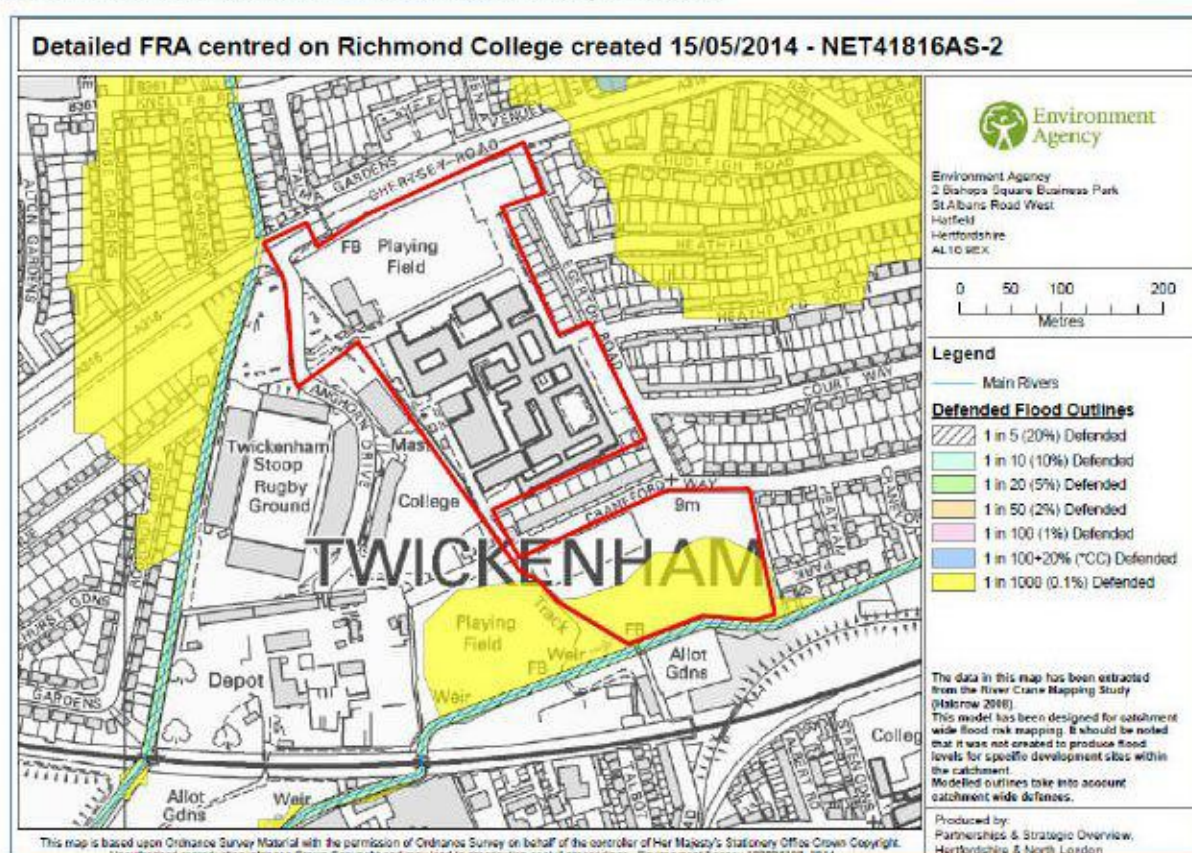 Detailed FRA centred on Richmond College created 15/05/2014 - NET41816AS-2
Environment
Agency
Environment Agency
2 Bishops Square Business Park
St Albans Road West
Hatfield
Hertfordshire
AL10 9EX
0 50 100 200
Metres
Legend
Main Rivers
Defended Flood Outlines
1 in 5 (20%) Defended
1 in 10 (10%) Defended
1 in 20 (5%) Defended
1 in 50 (2%) Defended
1 in 100 (1%) Defended
1 in 100+20% (*CC) Defended
1 in 1000 (0.1%) Defended
The data in this map has been extracted
from the River Crane Mapping Study
(Halcrow 2008).
This model has been designed for catchment
wide flood risk mapping. It should be noted
that it was not created to produce flood
levels for specific development sites within
the catchment.
Modelled outlines take into account
catchment wide defences.
Produced by:
Partnerships & Strategic Overview,
Hertfordshire & North London
GARDENS
CHERTSEY ROAD
AVENUE
A316
CHUDLEIGH ROAD
HEATHFIELD NORTH
ALTON GARDENS
FB
Playing
Field
EGERTON ROAD
COURT WAY
A316
Twickenham
Stoop
Rugby
Ground
Mast
College
CRANEFORD WAY
9m
TWICKENHAM
HEATHAM
PARK
Playing
Field
Track
Weir
FB
FB
Weir
Allot
Gdns
Depot
GARDENS
Allot
Gdns
Weir
Colleg
This map is based upon Ordnance Survey Material with the permission of Ordnance Survey on behalf of the controller of Her Majesty's Stationery Office Crown Copyright.